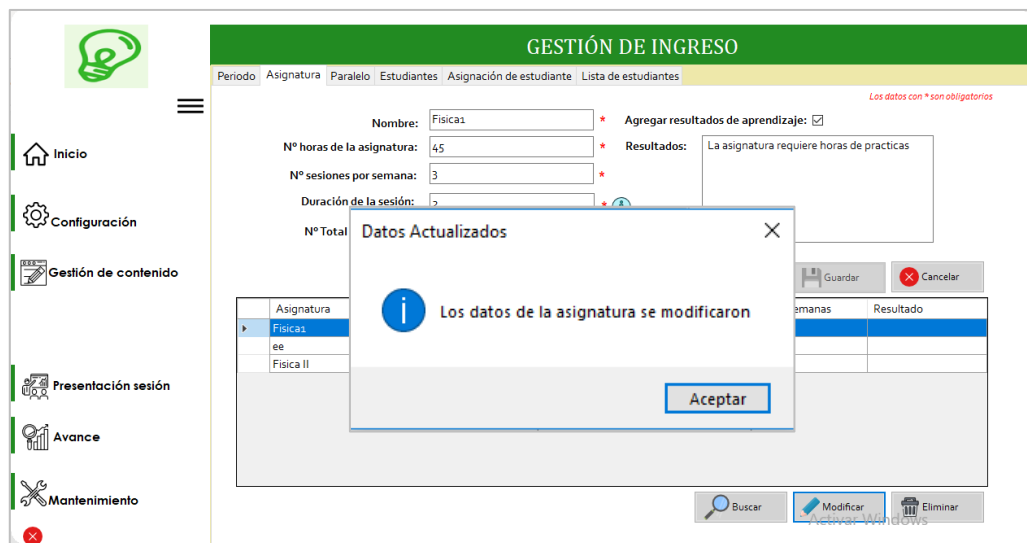 GESTIÓN DE INGRESO
Periodo Asignatura Paralelo Estudiantes Asignación de estudiante Lista de estudiantes
Los datos con * son obligatorios
Nombre: Fisica1 * Agregar resultados de aprendizaje:
Nº horas de la asignatura: 45 * Resultados: La asignatura requiere horas de practicas
Nº sesiones por semana: 3 *
Duración de la sesión: *
Nº Total
Inicio
Configuración
Gestión de contenido
Presentación sesión
Avance
Mantenimiento
Datos Actualizados
Los datos de la asignatura se modificaron
Aceptar
Guardar Cancelar
Asignatura emanas Resultado
Fisica1
ee
Fisica II
Buscar Modificar Eliminar
Activar Windows